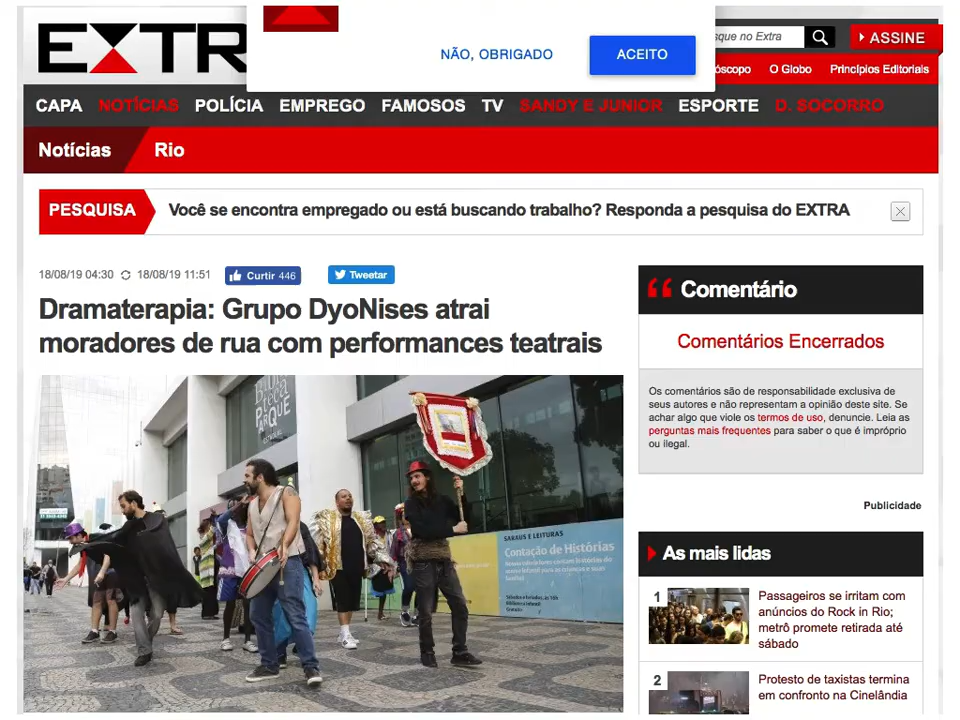 EXTR
NÃO, OBRIGADO
ACEITO
sque no Extra
ASSINE
óscopo
O Globo
Princípios Editoriais
CAPA NOTÍCIAS POLÍCIA EMPREGO FAMOSOS TV SANDY E JUNIOR ESPORTE D. SOCORRO
Notícias Rio
PESQUISA Você se encontra empregado ou está buscando trabalho? Responda a pesquisa do EXTRA
18/08/19 04:30 18/08/19 11:51 Curtir 446 Tweetar
Dramaterapia: Grupo DyoNises atrai
moradores de rua com performances teatrais
PARQUE
SARAUS E LEITURAS
Contação de Histórias
Comentário
Comentários Encerrados
Os comentários são de responsabilidade exclusiva de
seus autores e não representam a opinião deste site. Se
achar algo que viole os termos de uso, denuncie. Leia as
perguntas mais frequentes para saber o que é impróprio
ou ilegal.
Publicidade
As mais lidas
1
Passageiros se irritam com
anúncios do Rock in Rio;
metrô promete retirada até
sábado
2
Protesto de taxistas termina
em confronto na Cinelândia